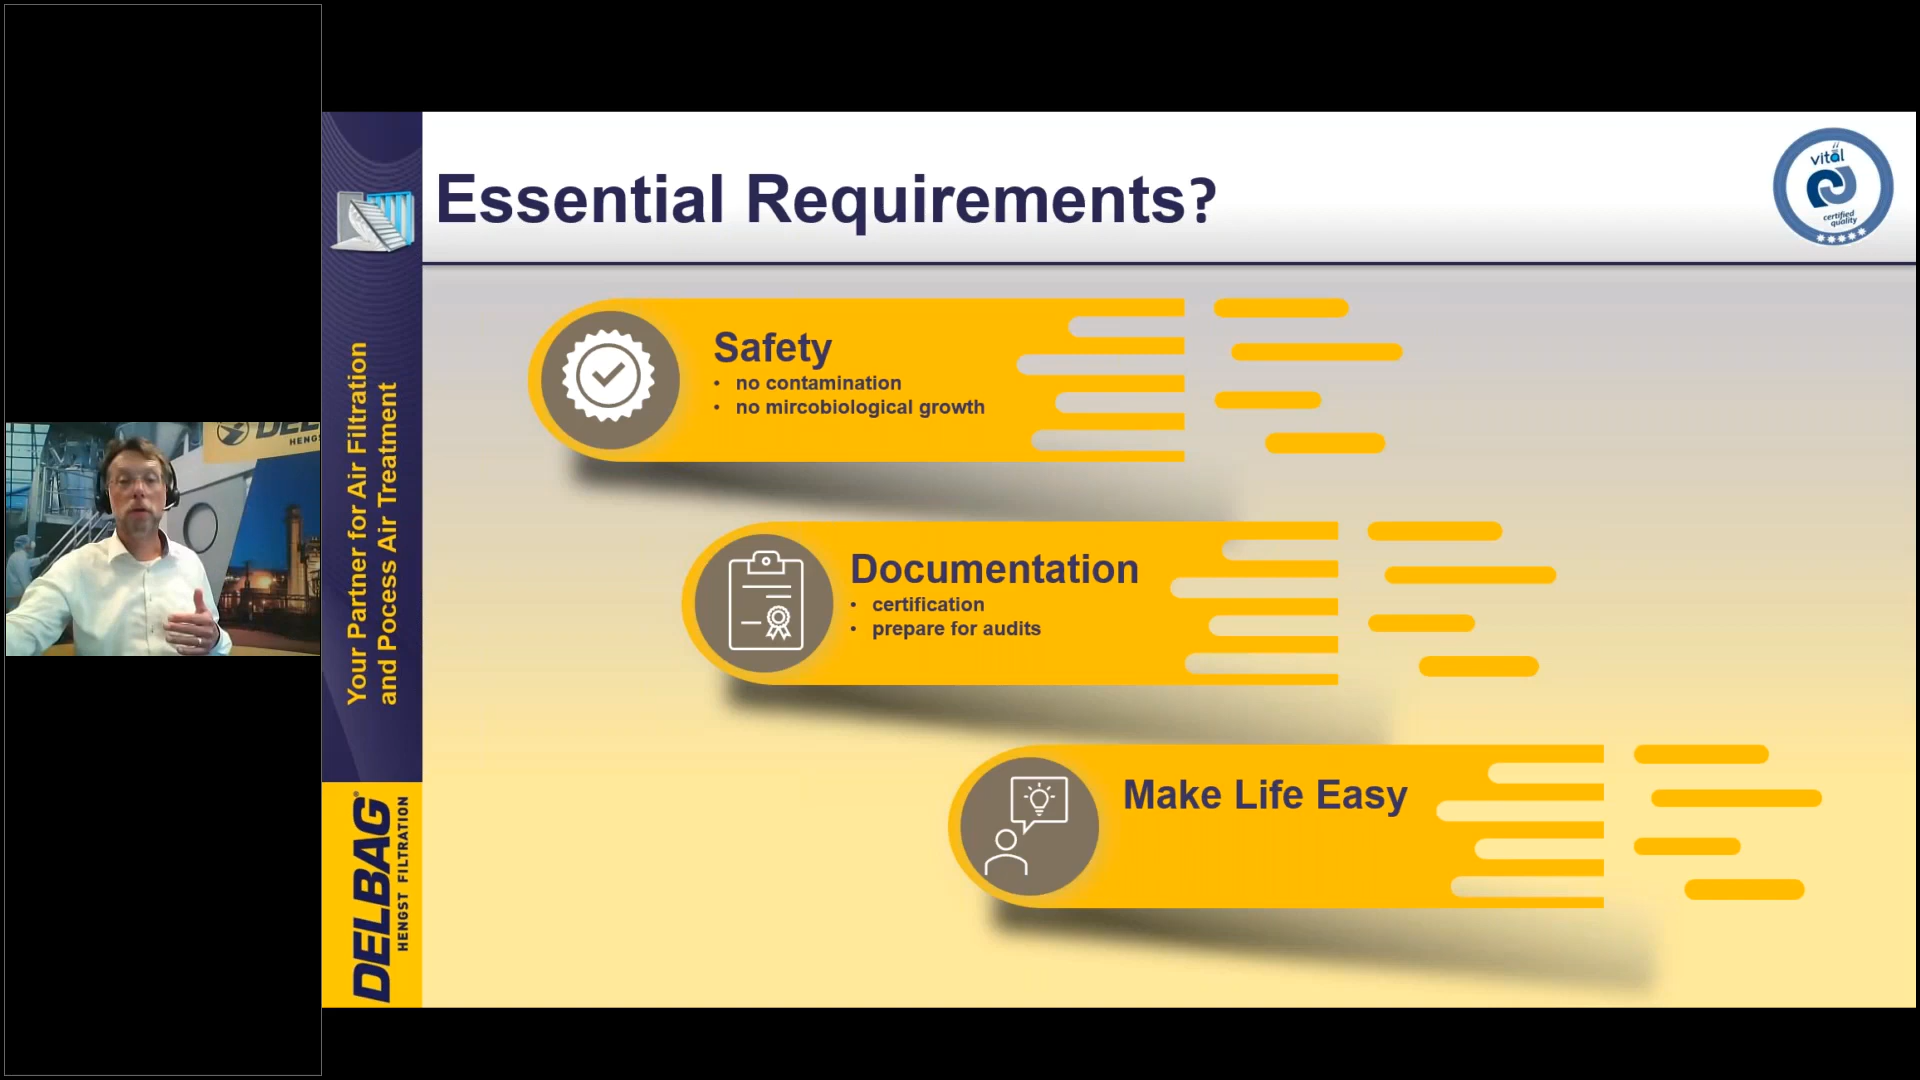 Essential Requirements?
vital
certified
quality
Safety
• no contamination
• no mircobiological growth
Documentation
• certification
• prepare for audits
Make Life Easy
Your Partner for Air Filtration
and Pocess Air Treatment
DELBAG®
HENGST FILTRATION